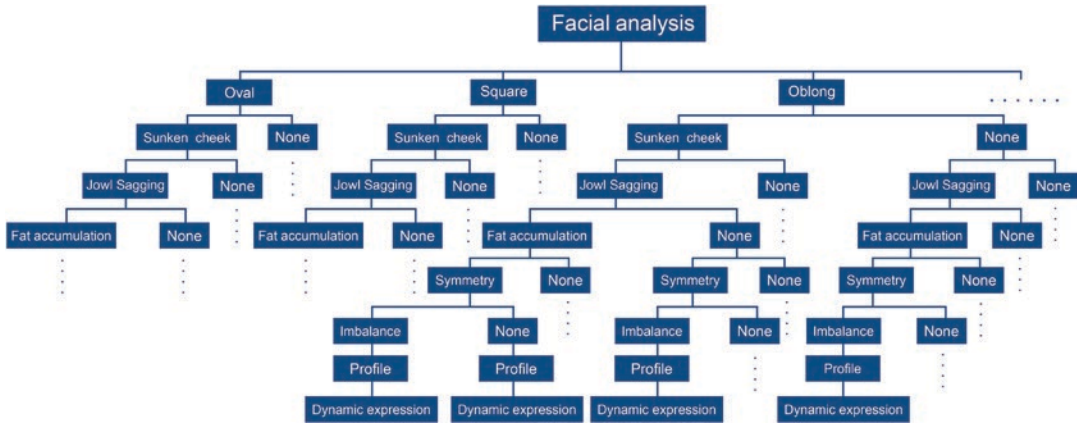 Facial analysis
Oval
Square
Oblong
Sunken cheek
None
Sunken cheek
None
Sunken cheek
None
Jowl Sagging
None
Jowl Sagging
None
Jowl Sagging
None
Jowl Sagging
None
Fat accumulation
None
Fat accumulation
None
Fat accumulation
None
Fat accumulation
None
Symmetry
None
Symmetry
None
Symmetry
None
Imbalance
None
Imbalance
None
Imbalance
None
Profile
Profile
Profile
Profile
Dynamic expression
Dynamic expression
Dynamic expression
Dynamic expression